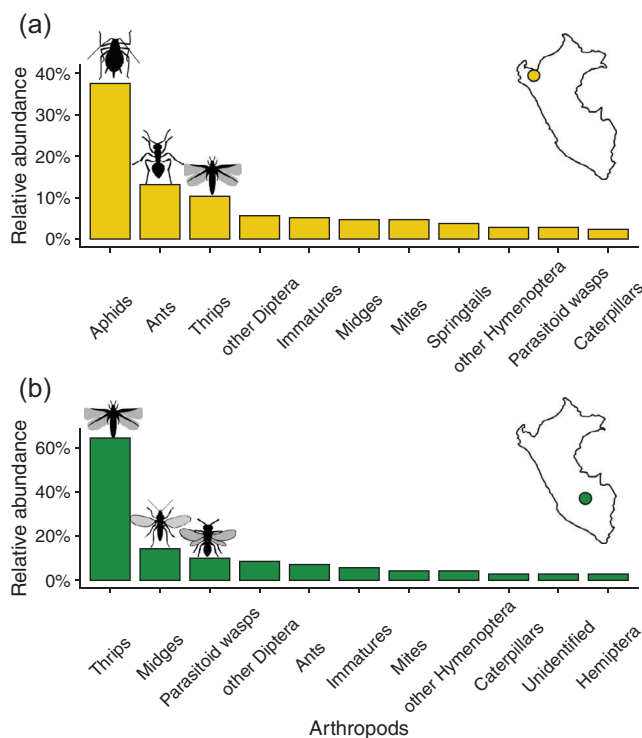 (a)
Relative abundance
40%
30%
20%
10%
0%
Aphids
Ants
Thrips
other Diptera
Immatures
Midges
Mites
Springtails
other Hymenoptera
Parasitoid wasps
Caterpillars
(b)
Relative abundance
60%
40%
20%
0%
Thrips
Midges
Parasitoid wasps
other Diptera
Ants
Immatures
Mites
other Hymenoptera
Caterpillars
Unidentified
Hemiptera
Arthropods